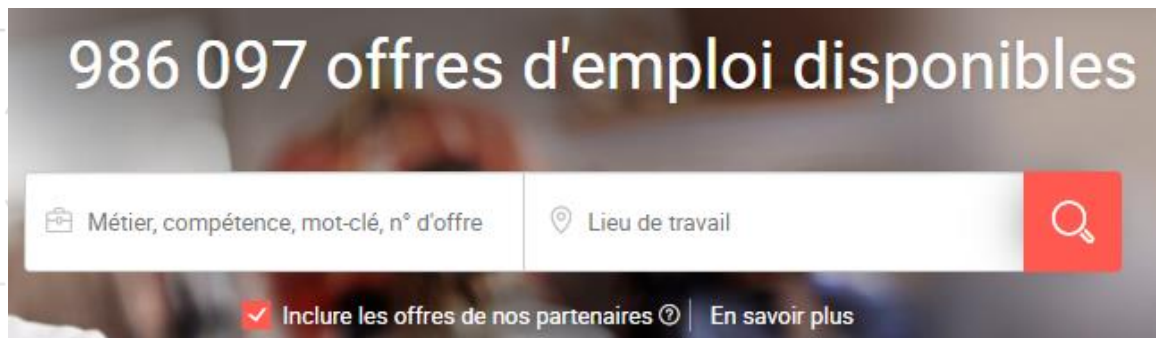 986 097 offres d'emploi disponibles
Métier, compétence, mot-clé, n° d'offre
Lieu de travail
Inclure les offres de nos partenaires ? En savoir plus